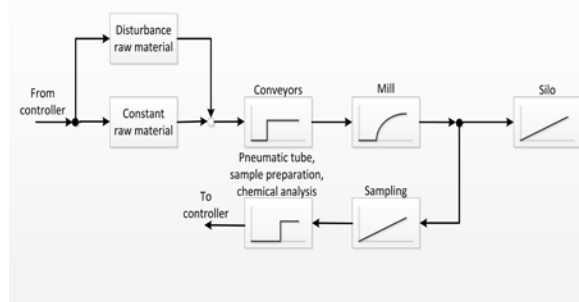 Disturbance
raw material
From
controller
Constant
raw material
Conveyors
Mill
Silo
Pneumatic tube,
sample preparation,
chemical analysis
Sampling
To
controller